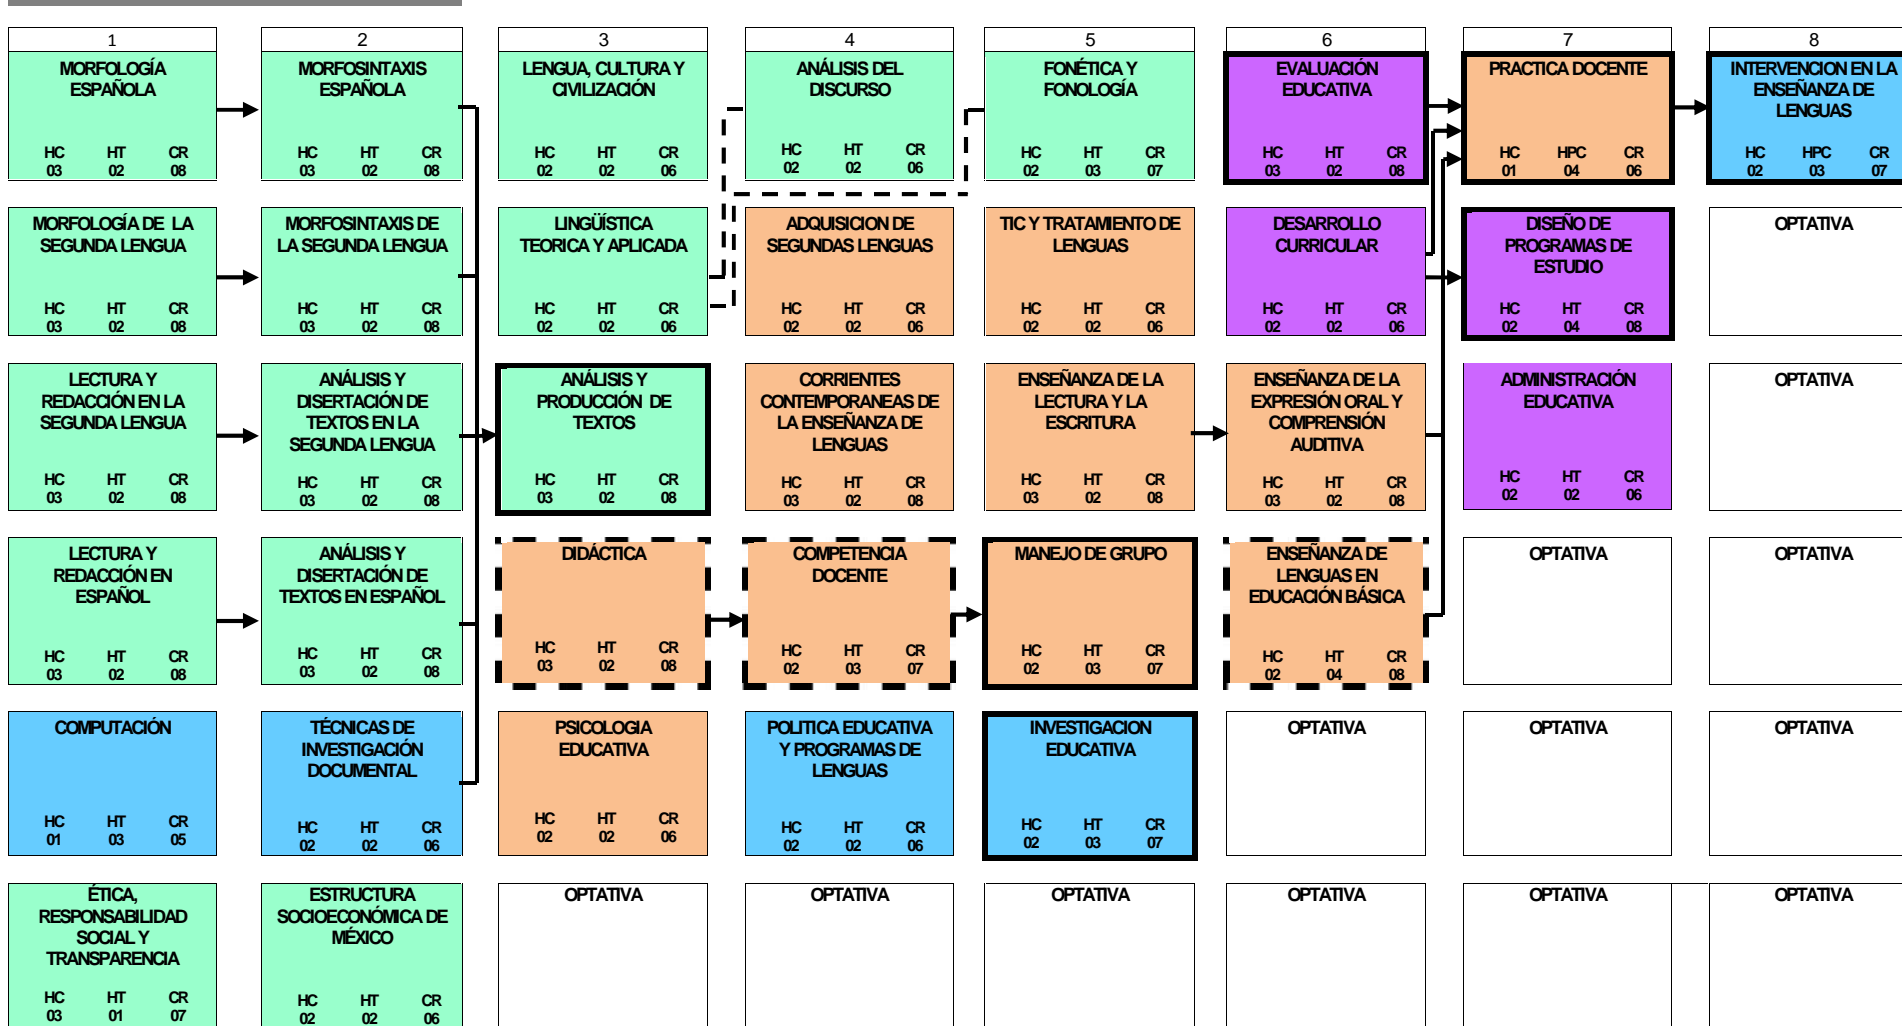 1
2
3
4
5
6
7
8
MORFOLOGÍA
ESPAÑOLA
HC HT CR
03 02 08
MORFOSINTAXIS
ESPAÑOLA
HC HT CR
03 02 08
LENGUA, CULTURA Y
CIVILIZACIÓN
HC HT CR
02 02 06
ANÁLISIS DEL
DISCURSO
HC HT CR
02 02 06
FONÉTICA Y
FONOLOGÍA
HC HT CR
02 03 07
EVALUACIÓN
EDUCATIVA
HC HT CR
03 02 08
PRACTICA DOCENTE
HC HPC CR
01 04 06
INTERVENCION EN LA
ENSEÑANZA DE
LENGUAS
HC HPC CR
02 03 07
MORFOLOGÍA DE LA
SEGUNDA LENGUA
HC HT CR
03 02 08
MORFOSINTAXIS DE
LA SEGUNDA LENGUA
HC HT CR
03 02 08
LINGÜÍSTICA
TEORICA Y APLICADA
HC HT CR
02 02 06
ADQUISICION DE
SEGUNDAS LENGUAS
HC HT CR
02 02 06
TIC Y TRATAMIENTO DE
LENGUAS
HC HT CR
02 02 06
DESARROLLO
CURRICULAR
HC HT CR
02 02 06
DISEÑO DE
PROGRAMAS DE
ESTUDIO
HC HT CR
02 04 08
OPTATIVA
LECTURA Y
REDACCIÓN EN LA
SEGUNDA LENGUA
HC HT CR
03 02 08
ANÁLISIS Y
DISERTACIÓN DE
TEXTOS EN LA
SEGUNDA LENGUA
HC HT CR
03 02 08
ANÁLISIS Y
PRODUCCIÓN DE
TEXTOS
HC HT CR
03 02 08
CORRIENTES
CONTEMPORANEAS DE
LA ENSEÑANZA DE
LENGUAS
HC HT CR
03 02 08
ENSEÑANZA DE LA
LECTURA Y LA
ESCRITURA
HC HT CR
03 02 08
ENSEÑANZA DE LA
EXPRESIÓN ORAL Y
COMPRENSIÓN
AUDITIVA
HC HT CR
03 02 08
ADMINISTRACIÓN
EDUCATIVA
HC HT CR
02 02 06
OPTATIVA
LECTURA Y
REDACCIÓN EN
ESPAÑOL
HC HT CR
03 02 08
ANÁLISIS Y
DISERTACIÓN DE
TEXTOS EN ESPAÑOL
HC HT CR
03 02 08
DIDÁCTICA
HC HT CR
03 02 08
COMPETENCIA
DOCENTE
HC HT CR
02 03 07
MANEJO DE GRUPO
HC HT CR
02 03 07
ENSEÑANZA DE
LENGUAS EN
EDUCACIÓN BÁSICA
HC HT CR
02 04 08
OPTATIVA
OPTATIVA
COMPUTACIÓN
HC HT CR
01 03 05
TÉCNICAS DE
INVESTIGACIÓN
DOCUMENTAL
HC HT CR
02 02 06
PSICOLOGIA
EDUCATIVA
HC HT CR
02 02 06
POLITICA EDUCATIVA
Y PROGRAMAS DE
LENGUAS
HC HT CR
02 02 06
INVESTIGACION
EDUCATIVA
HC HT CR
02 03 07
OPTATIVA
OPTATIVA
OPTATIVA
ÉTICA,
RESPONSABILIDAD
SOCIAL Y
TRANSPARENCIA
HC HT CR
03 01 07
ESTRUCTURA
SOCIOECONÓMICA DE
MÉXICO
HC HT CR
02 02 06
OPTATIVA
OPTATIVA
OPTATIVA
OPTATIVA
OPTATIVA
OPTATIVA